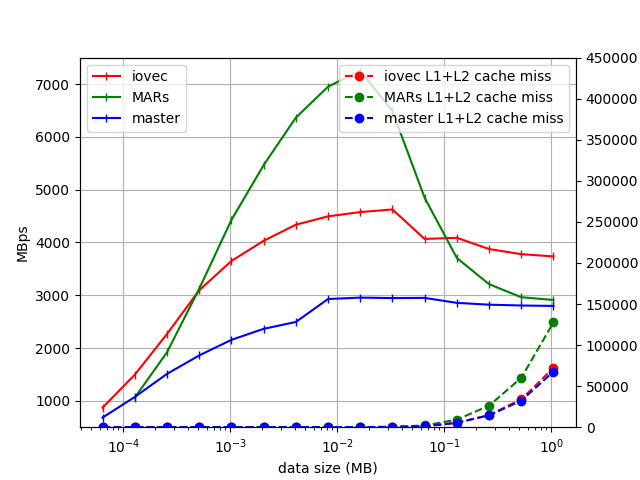 iovec
MARs
master
iovec L1+L2 cache miss
MARs L1+L2 cache miss
master L1+L2 cache miss
7000
6000
5000
4000
3000
2000
1000
MBps
450000
400000
350000
300000
250000
200000
150000
100000
50000
0
10⁻⁴
10⁻³
10⁻²
10⁻¹
10⁰
data size (MB)